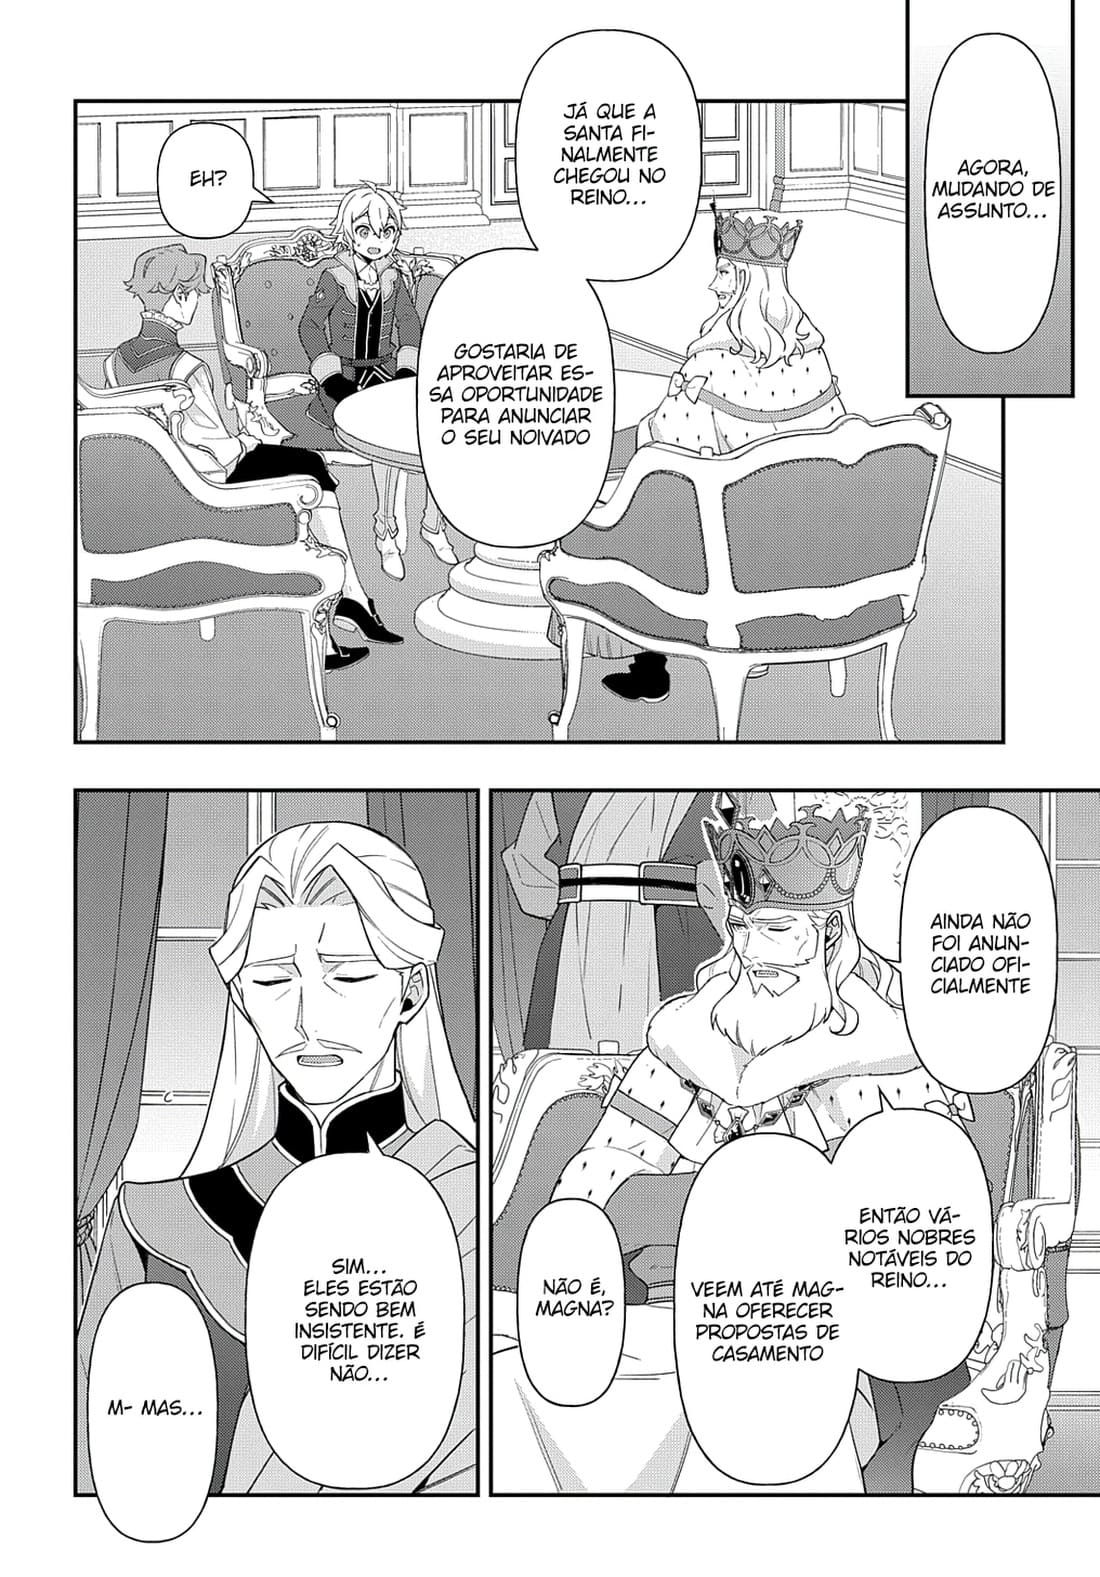 AGORA,
MUDANDO DE
ASSUNTO...
JÁ QUE A
SANTA FI-
NALMENTE
CHEGOU NO
REINO...
GOSTARIA DE
APROVEITAR ES-
SA OPORTUNIDADE
PARA ANUNCIAR
O SEU NOIVADO
EH?
AINDA NÃO
FOI ANUN-
CIADO OFI-
CIALMENTE
ENTÃO VÁ-
RIOS NOBRES
NOTÁVEIS DO
REINO...
VEEM ATÉ MAG-
NA OFERECER
PROPOSTAS DE
CASAMENTO
NÃO É,
MAGNA?
SIM...
ELES ESTÃO
SENDO BEM
INSISTENTE. É
DIFÍCIL DIZER
NÃO...
M- MAS...